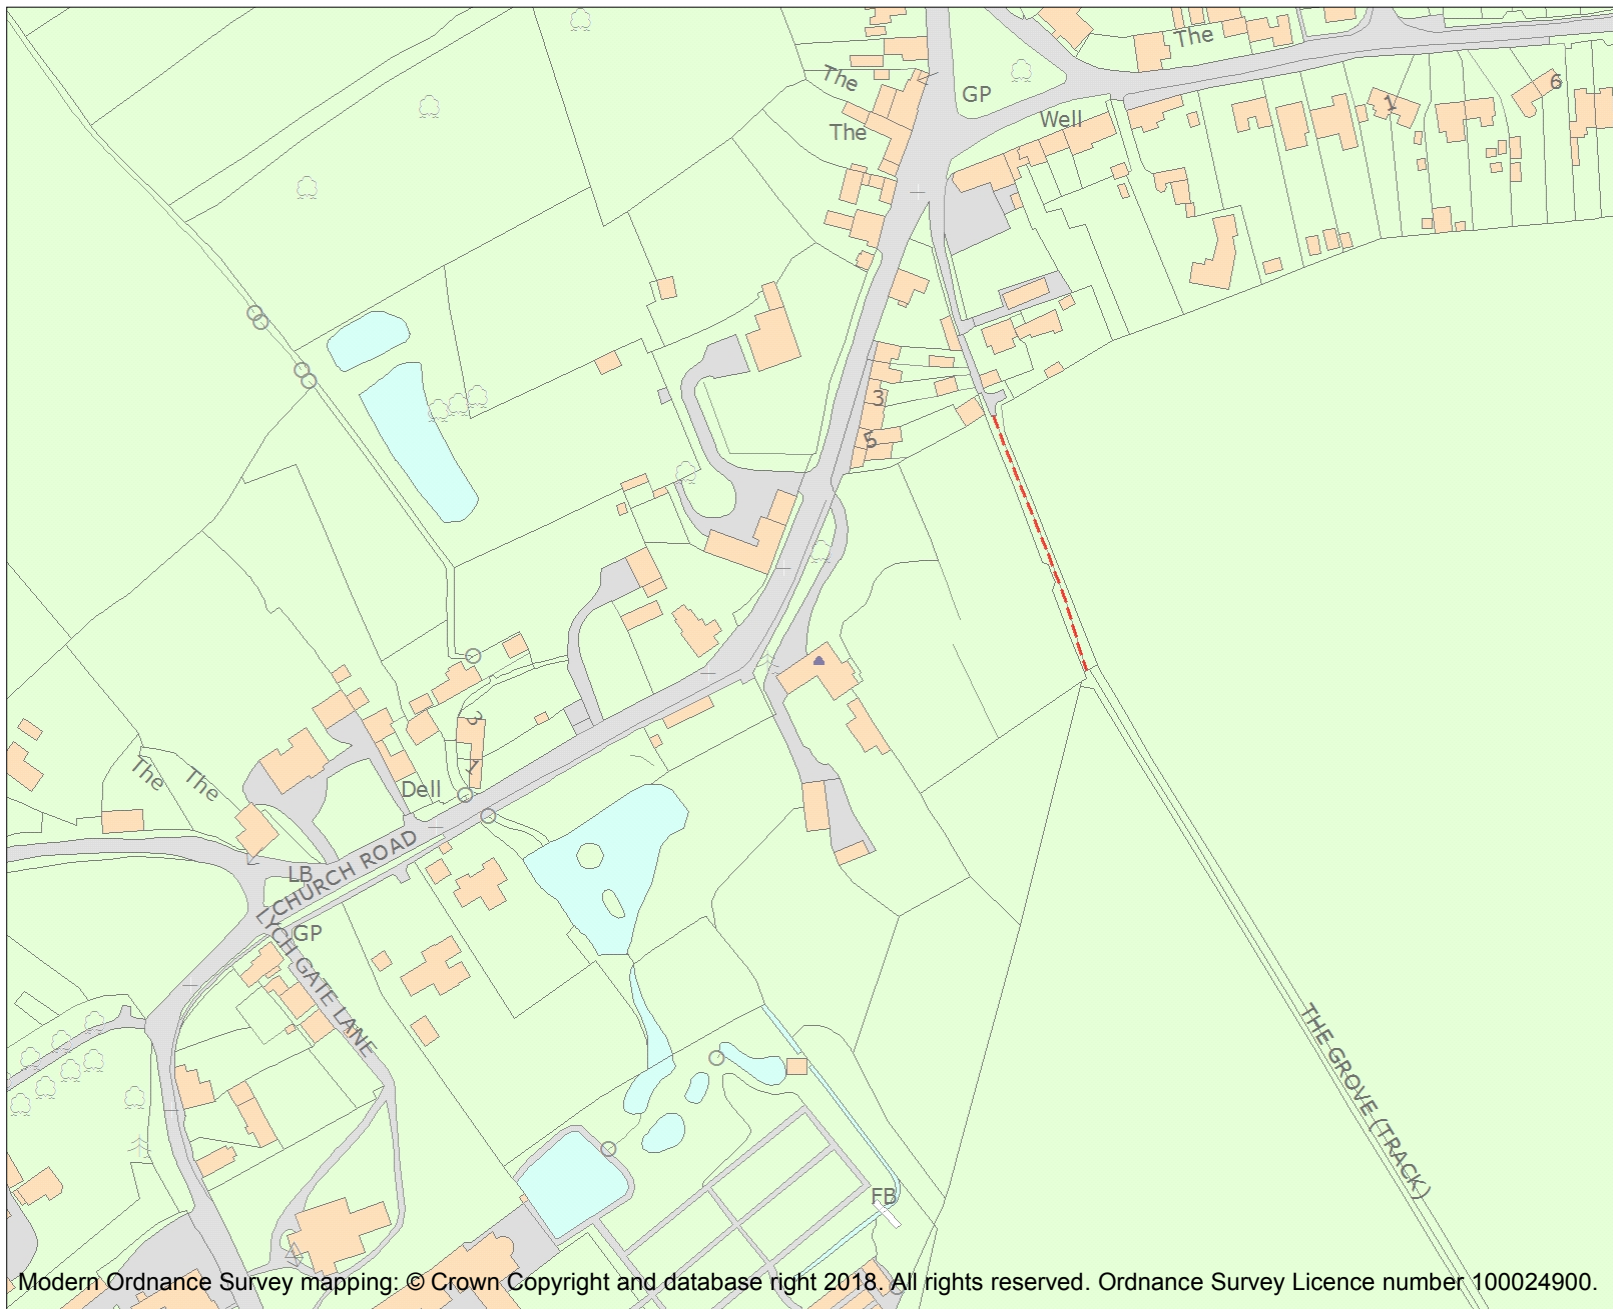 The
The
GP
6
1
Well
The
3
5
3
1
The
The
Dell
CHURCH ROAD
LB
GP
LYCH GATE LANE
THE GROVE (TRACK)
FB
Modern Ordnance Survey mapping: © Crown Copyright and database right 2018. All rights reserved. Ordnance Survey Licence number 100024900.